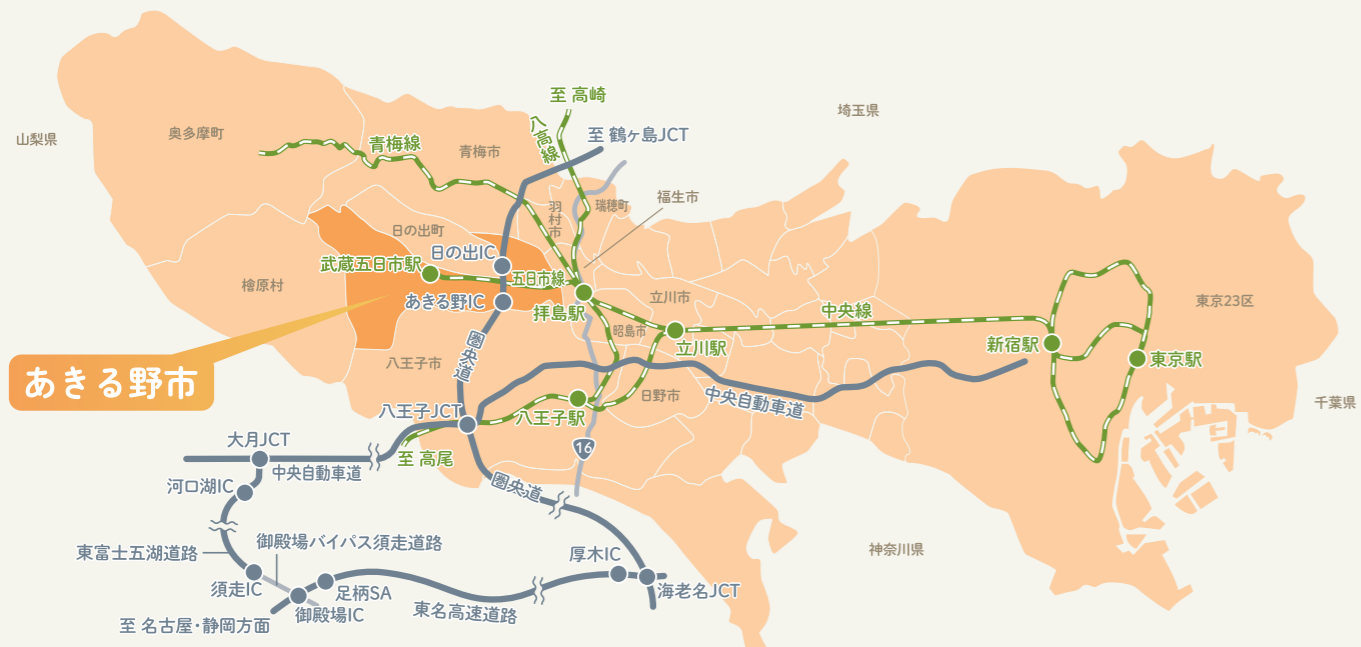 至 高崎
八高線
至 鶴ヶ島JCT
埼玉県
山梨県
奥多摩町
青梅線
青梅市
羽村市
瑞穂町
福生市
日の出町
日の出IC
武蔵五日市駅
五日市線
檜原村
あきる野IC
拝島駅
立川市
昭島市
立川駅
中央線
新宿駅
東京駅
東京23区
千葉県
圏央道
八王子市
あきる野市
日野市
中央自動車道
八王子JCT
八王子駅
至 高尾
16
大月JCT
中央自動車道
河口湖IC
圏央道
東富士五湖道路
御殿場バイパス須走道路
厚木IC
神奈川県
須走IC
足柄SA
海老名JCT
御殿場IC
東名高速道路
至 名古屋・静岡方面